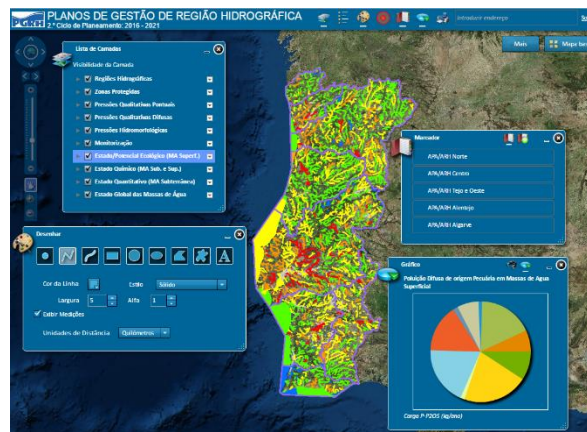 PGRH
PLANOS DE GESTÃO DE REGIÃO HIDROGRÁFICA
2.º Ciclo de Planeamento: 2016 - 2021
Introduzir endereço
Mais
Mapa bas
Lista de Camadas
Visibilidade da Camada
Regiões Hidrográficas
Zonas Protegidas
Pressões Qualitativas Pontuais
Pressões Qualitativas Difusas
Pressões Hidromorfológicas
Monitorização
Estado/Potencial Ecológico (MA Superf.)
Estado Químico (MA Sub. e Sup.)
Estado Quantitativo (MA Subterrânea)
Estado Global das Massas de Água
Marcador
APA/ARH Norte
APA/ARH Centro
APA/ARH Tejo e Oeste
APA/ARH Alentejo
APA/ARH Algarve
Desenhar
A
Cor da Linha
Estilo
Sólido
Largura
5
Alfa
1
Exibir Medições
Unidades de Distância
Quilómetros
Gráfico
Poluição Difusa de origem Pecuária em Massas de Água
Superficial
Carga P-P2O5 (kg/ano)